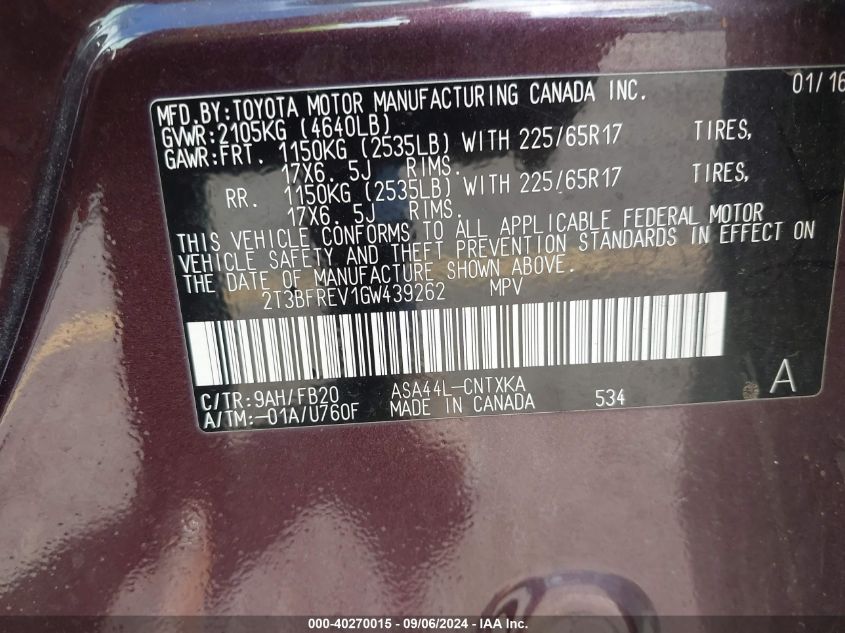 01/16
MFD.BY:TOYOTA MOTOR MANUFACTURING CANADA INC.
GVWR:2105KG (4640LB)
GAWR:FRT. 1150KG (2535LB) WITH 225/65R17 TIRES,
17X6. 5J RIMS.
RR. 1150KG (2535LB) WITH 225/65R17 TIRES,
17X6. 5J RIMS.
THIS VEHICLE CONFORMS TO ALL APPLICABLE FEDERAL MOTOR
VEHICLE SAFETY AND THEFT PREVENTION STANDARDS IN EFFECT ON
THE DATE OF MANUFACTURE SHOWN ABOVE.
2T3BFREV1GW439262 MPV
C/TR:9AH/FB20 ASA44L-CNTXKA A
A/TM:-01A/U760F MADE IN CANADA 534
000-40270015 - 09/06/2024 - IAA Inc.